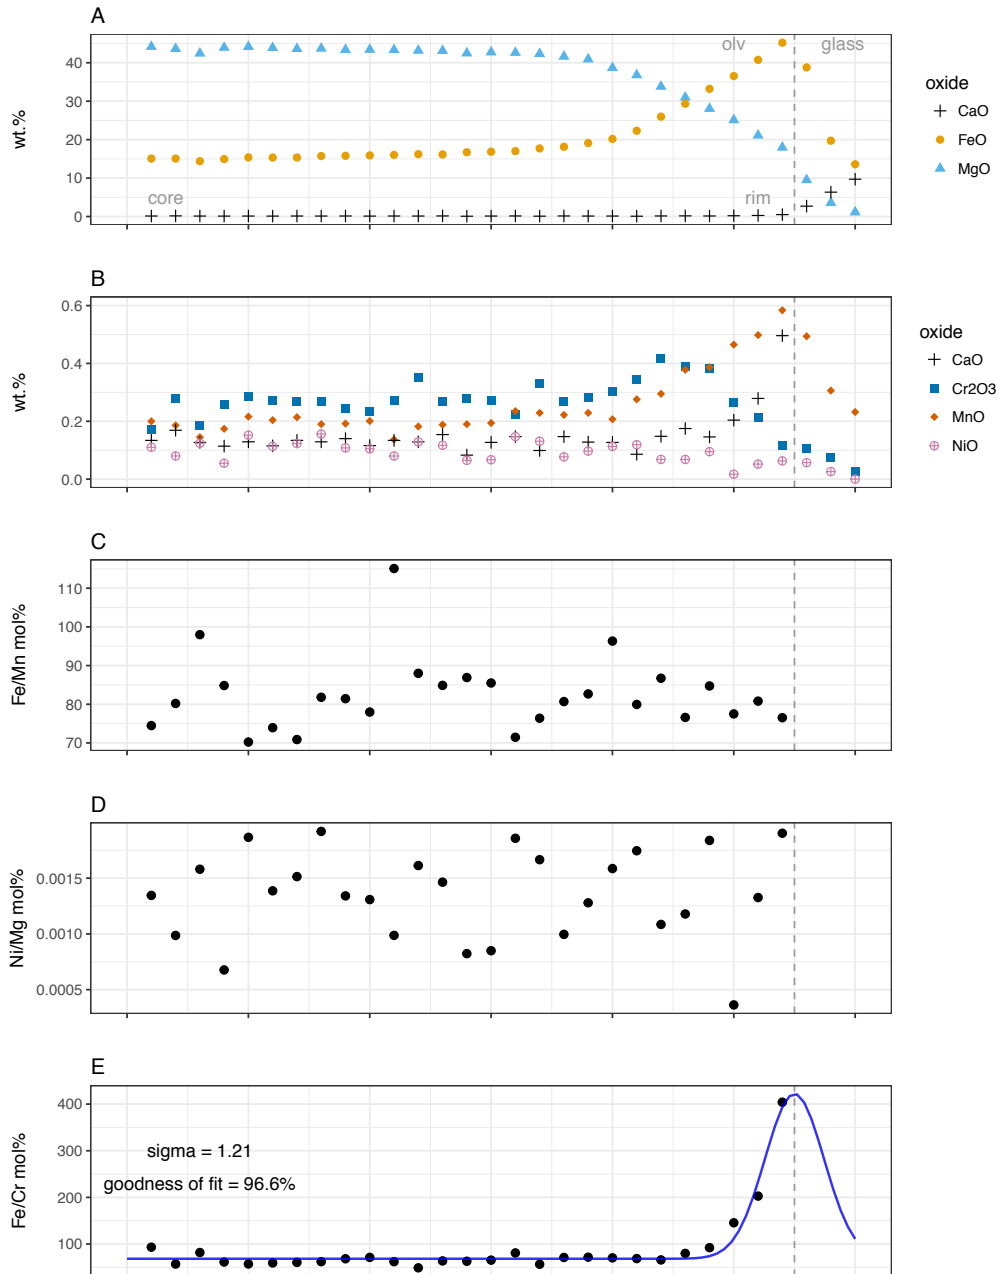 A
wt.%
40
30
20
10
0
olv
glass
core
rim
oxide
CaO
FeO
MgO
B
wt.%
0.6
0.4
0.2
0.0
oxide
CaO
Cr2O3
MnO
NiO
C
Fe/Mn mol%
110
100
90
80
70
D
Ni/Mg mol%
0.0015
0.0010
0.0005
E
Fe/Cr mol%
400
300
200
100
sigma = 1.21
goodness of fit = 96.6%